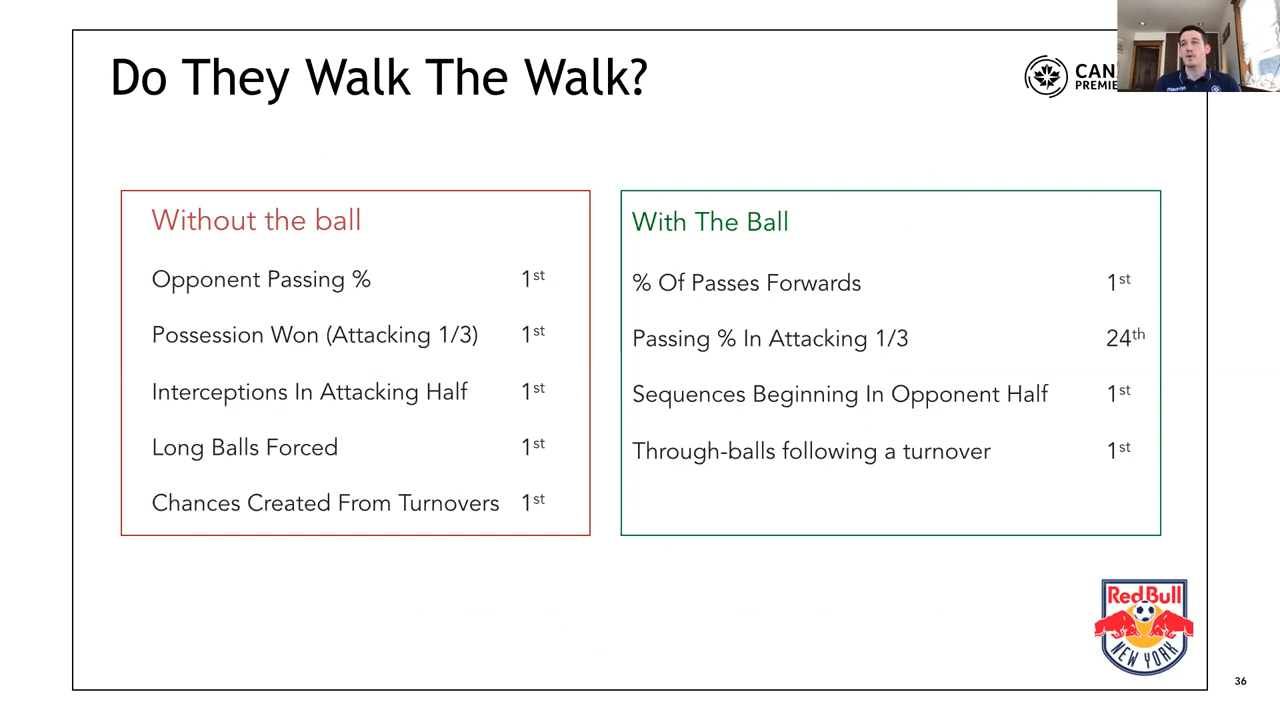 Do They Walk The Walk?
CAN
PREMIE
Without the ball
Opponent Passing % 1st
Possession Won (Attacking 1/3) 1st
Interceptions In Attacking Half 1st
Long Balls Forced 1st
Chances Created From Turnovers 1st
With The Ball
% Of Passes Forwards 1st
Passing % In Attacking 1/3 24th
Sequences Beginning In Opponent Half 1st
Through-balls following a turnover 1st
Red Bull
NEW YORK
36